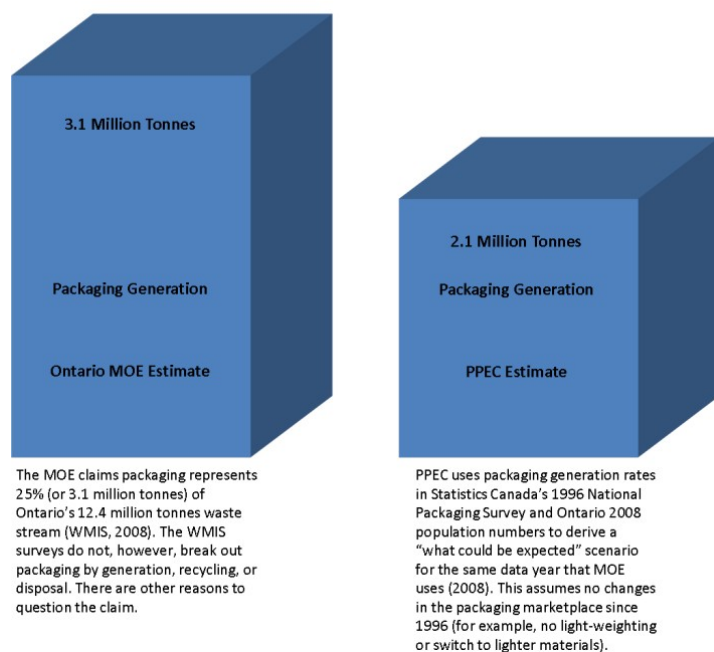 3.1 Million Tonnes
Packaging Generation
Ontario MOE Estimate
The MOE claims packaging represents
25% (or 3.1 million tonnes) of
Ontario’s 12.4 million tonnes waste
stream (WMIS, 2008). The WMIS
surveys do not, however, break out
packaging by generation, recycling, or
disposal. There are other reasons to
question the claim.
2.1 Million Tonnes
Packaging Generation
PPEC Estimate
PPEC uses packaging generation rates
in Statistics Canada’s 1996 National
Packaging Survey and Ontario 2008
population numbers to derive a
“what could be expected” scenario
for the same data year that MOE
uses (2008). This assumes no changes
in the packaging marketplace since
1996 (for example, no light-weighting
or switch to lighter materials).